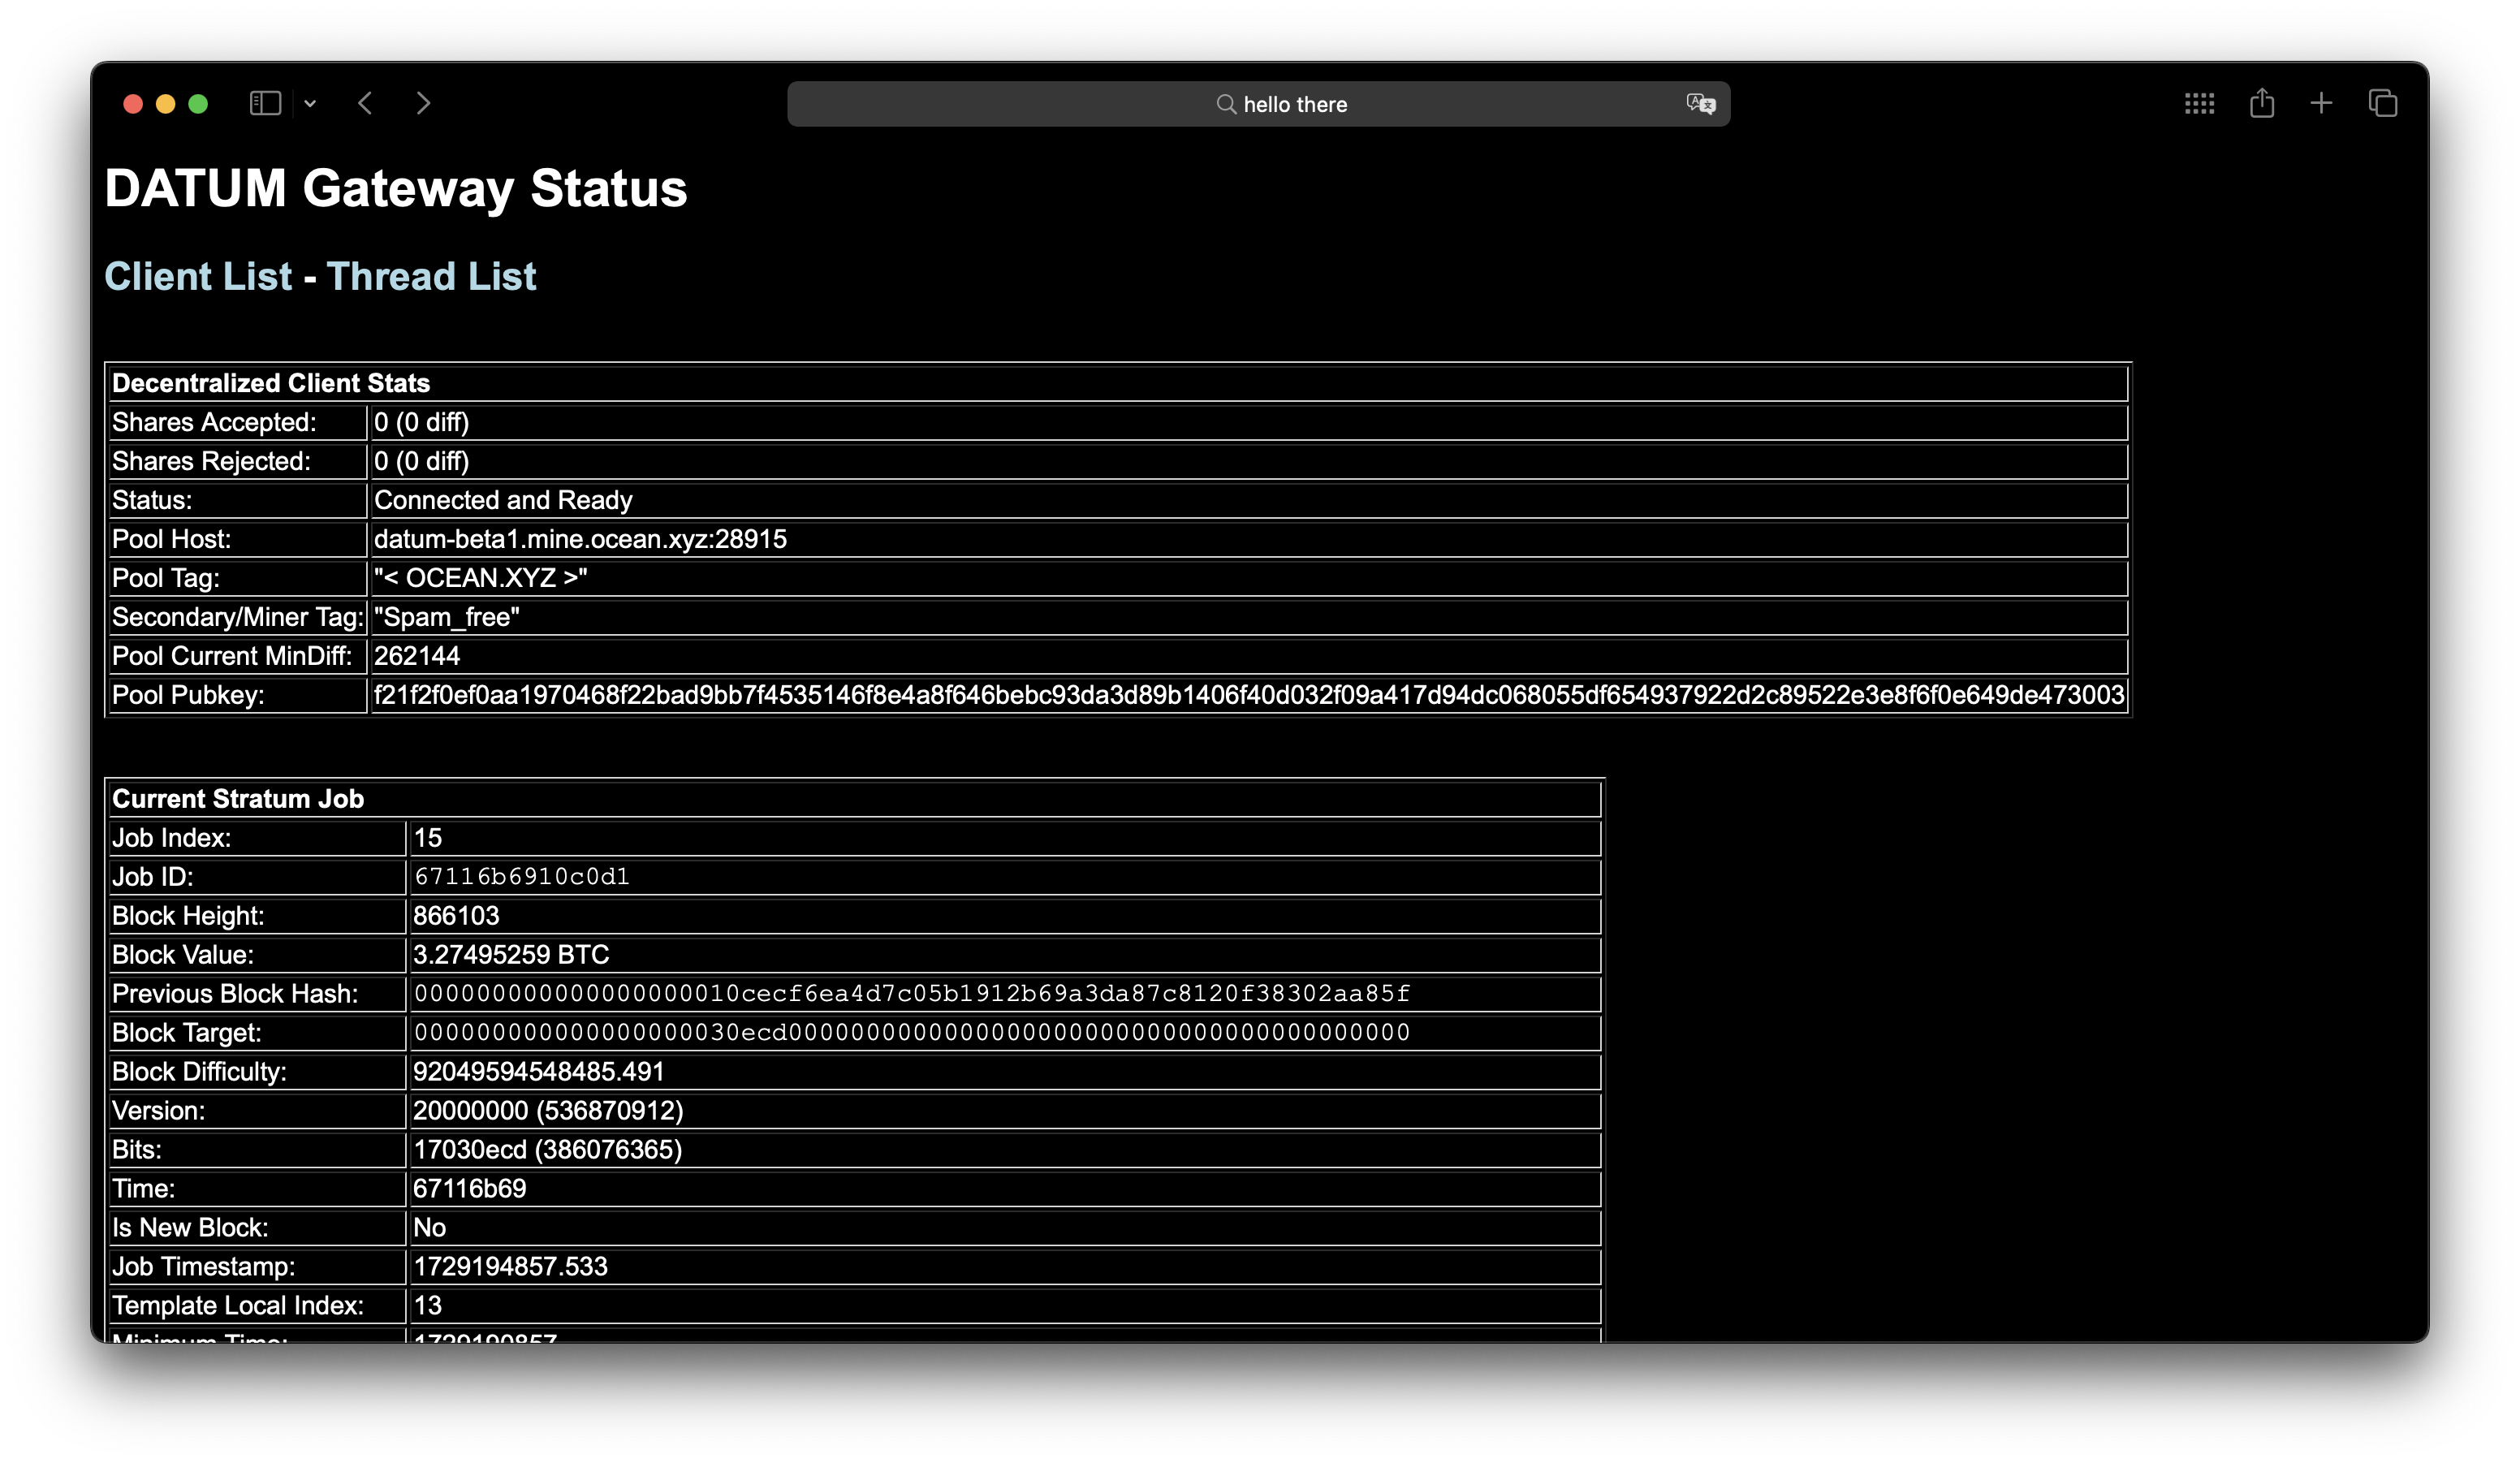 hello there
DATUM Gateway Status
Client List - Thread List
Decentralized Client Stats
Shares Accepted: 0 (0 diff)
Shares Rejected: 0 (0 diff)
Status: Connected and Ready
Pool Host: datum-beta1.mine.ocean.xyz:28915
Pool Tag: "< OCEAN.XYZ >"
Secondary/Miner Tag: "Spam_free"
Pool Current MinDiff: 262144
Pool Pubkey: f21f2f0ef0aa1970468f22bad9bb7f4535146f8e4a8f646bebc93da3d89b1406f40d032f09a417d94dc068055df654937922d2c89522e3e8f6f0e649de473003
Current Stratum Job
Job Index: 15
Job ID: 67116b6910c0d1
Block Height: 866103
Block Value: 3.27495259 BTC
Previous Block Hash: 00000000000000000010cecf6ea4d7c05b1912b69a3da87c8120f38302aa85f
Block Target: 000000000000000000030ecd0000000000000000000000000000000000000000
Block Difficulty: 92049594548485.491
Version: 20000000 (536870912)
Bits: 17030ecd (386076365)
Time: 67116b69
Is New Block: No
Job Timestamp: 1729194857.533
Template Local Index: 13
Minimum Time: 1729190857